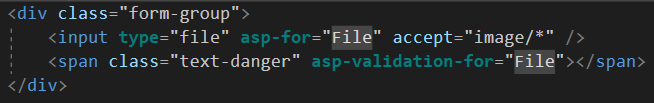 <div class="form-group">
<input type="file" asp-for="File" accept="image/*" />
<span class="text-danger" asp-validation-for="File"></span>
</div>